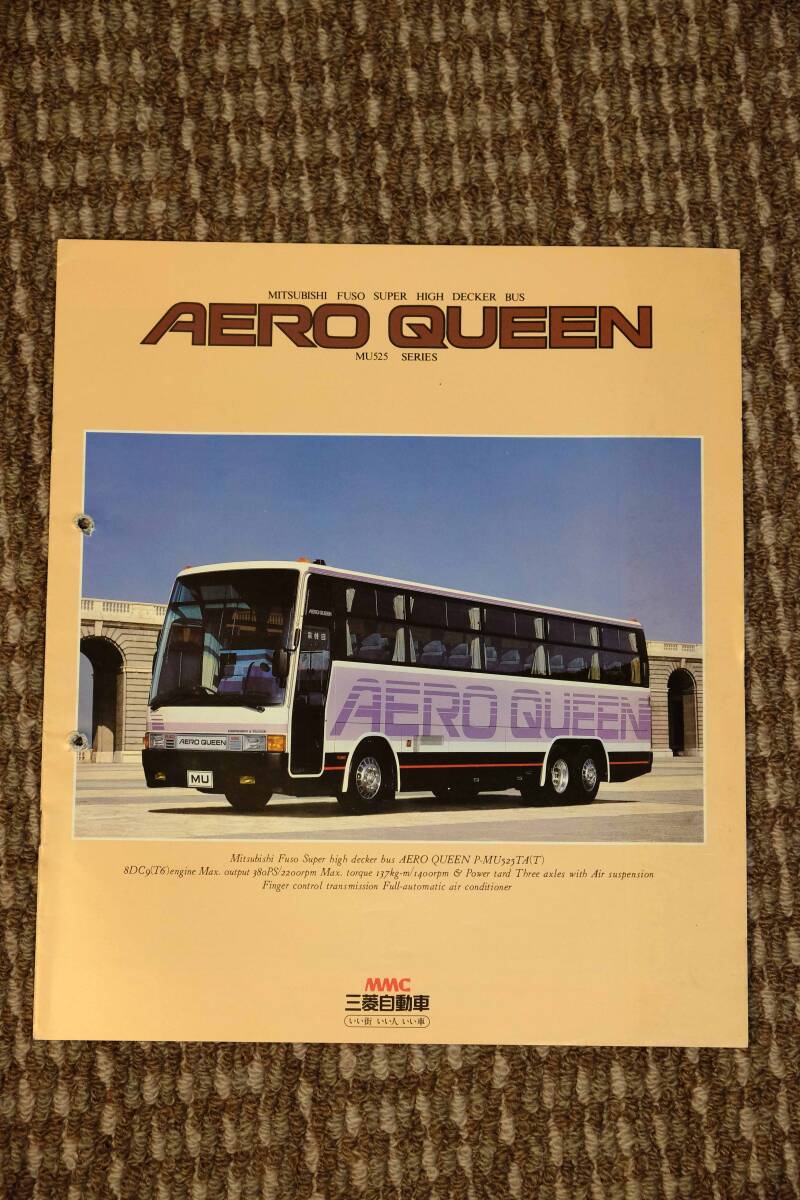 MITSUBISHI FUSO SUPER HIGH DECKER BUS
AERO QUEEN
MU525 SERIES
AERO QUEEN
AERO QUEEN
AERO QUEEN
MU
Mitsubishi Fuso Super high decker bus AERO QUEEN P-MU525TA(T)
8DC9(T6)engine Max. output 380PS/2200rpm Max. torque 137kg-m/1400rpm & Power tard Three axles with Air suspension
Finger control transmission Full-automatic air conditioner
MMC
三菱自動車
いい街 いい人 いい車